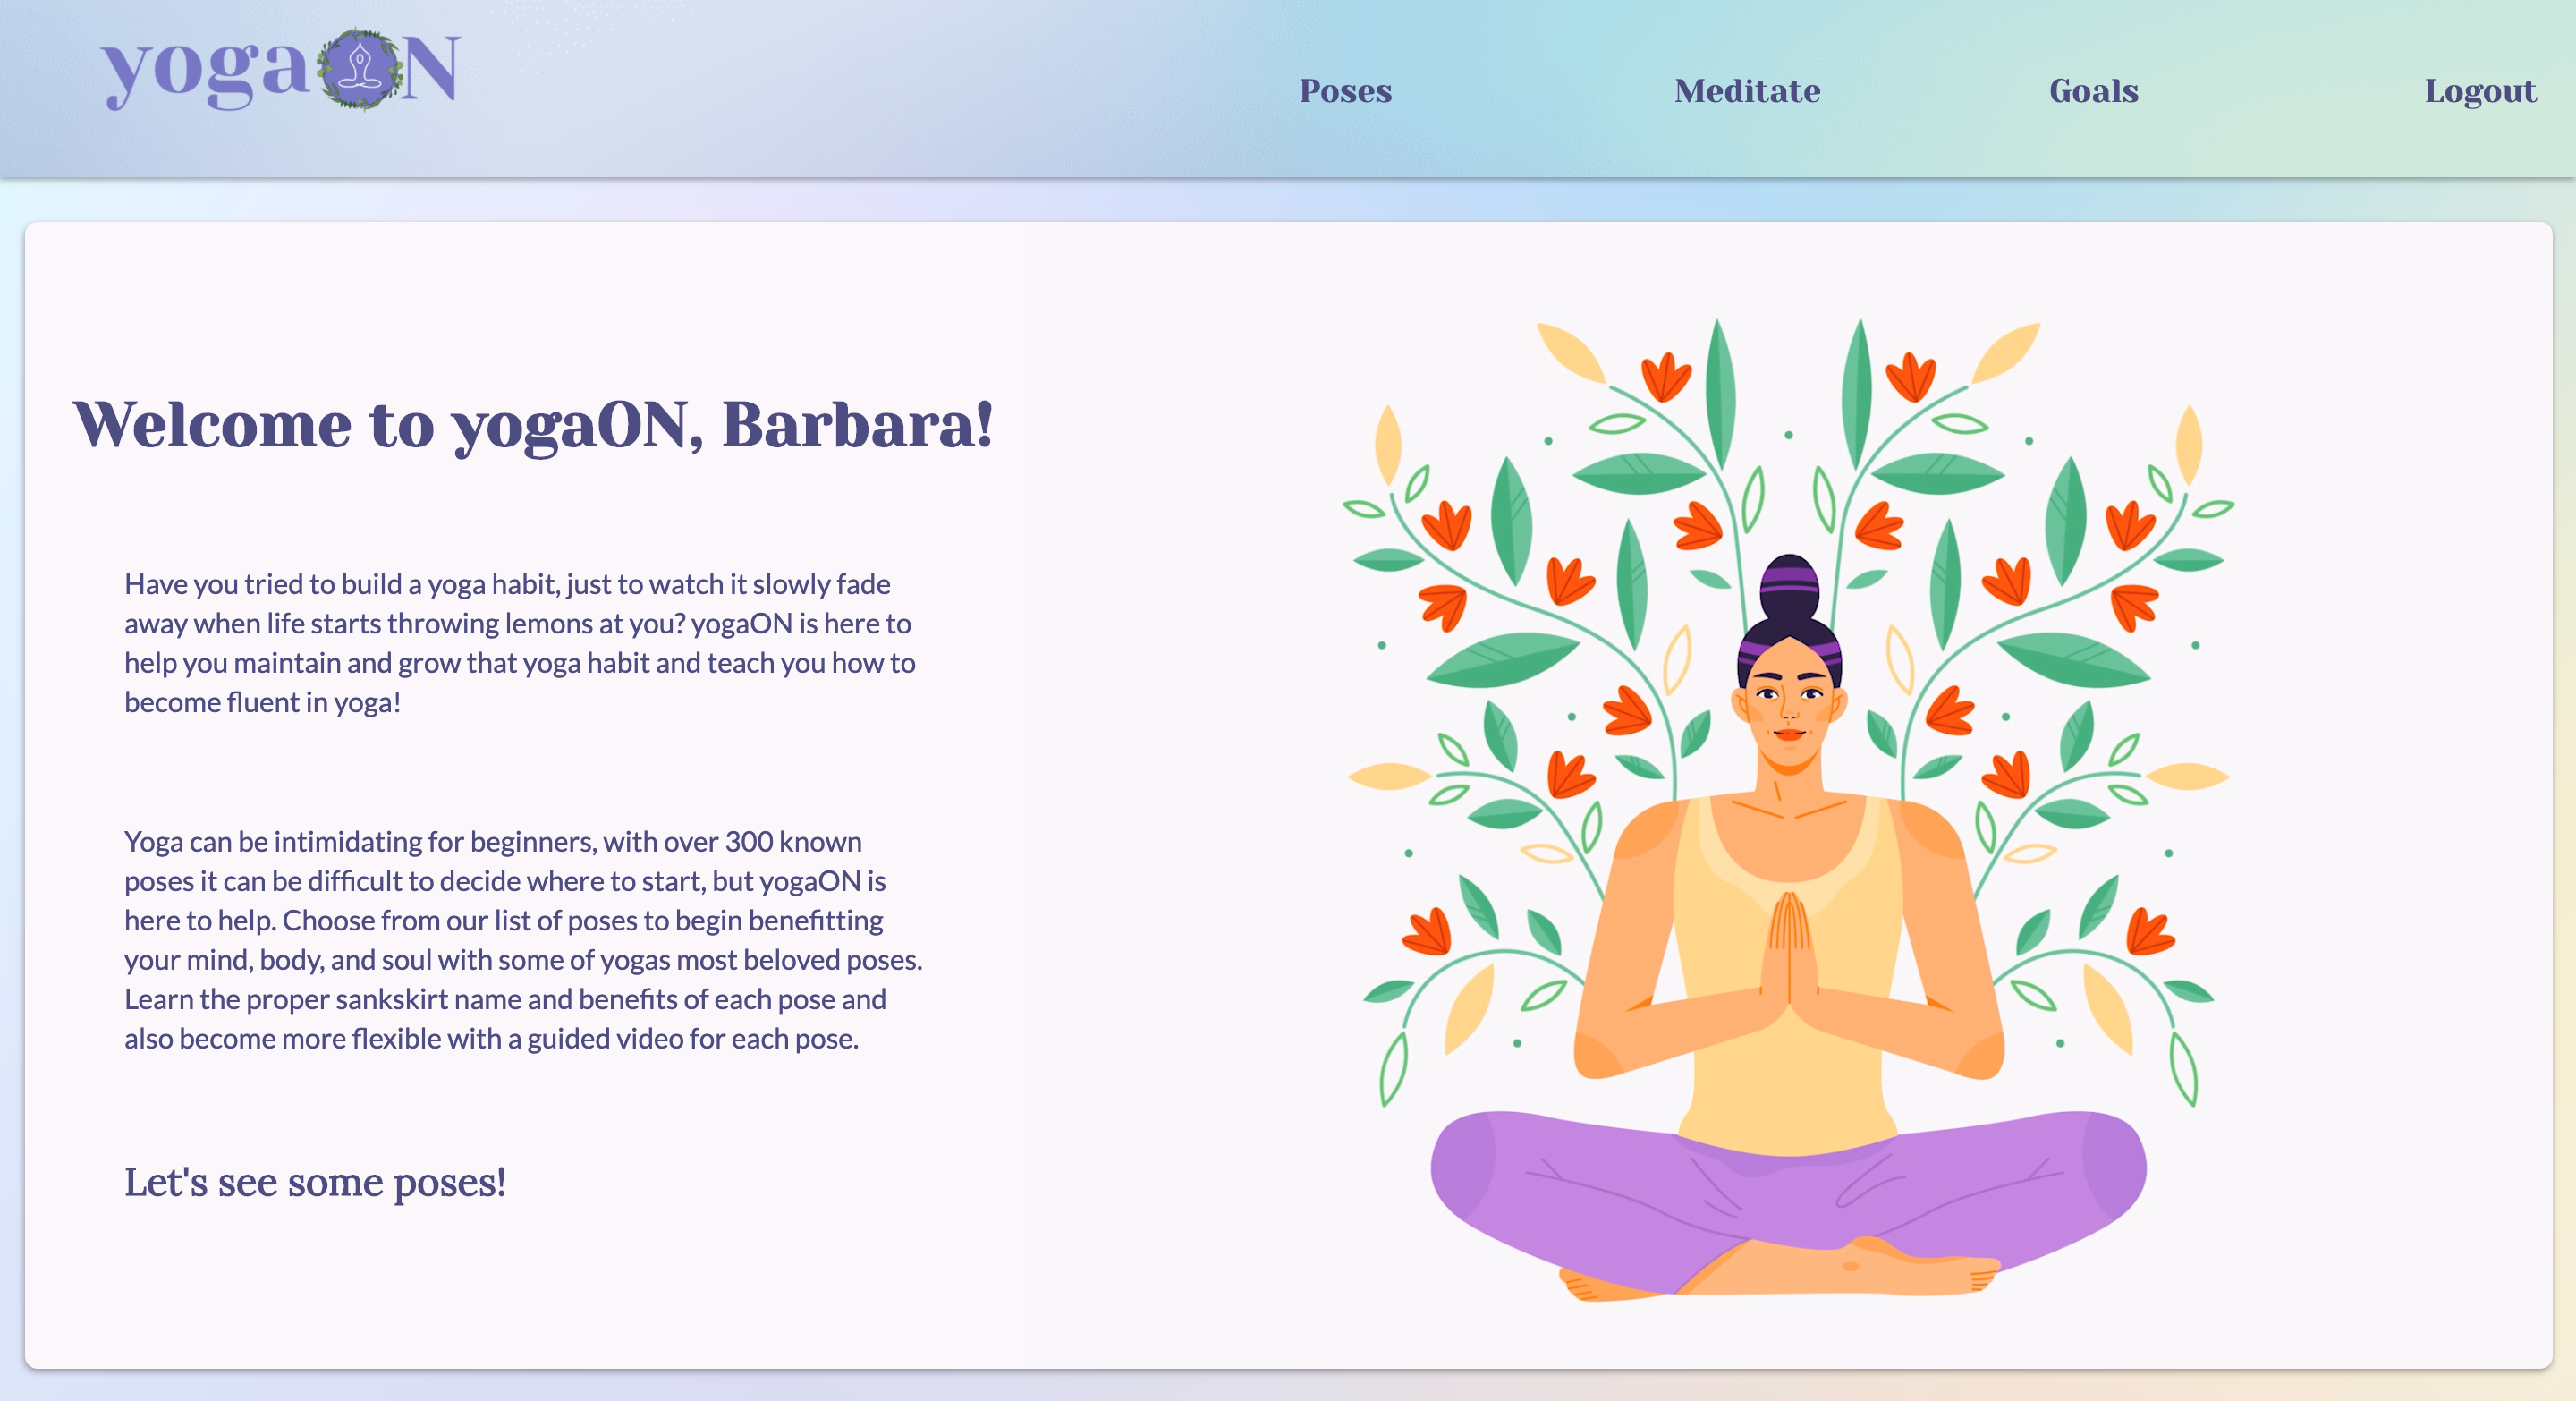 yogaON
Poses
Meditate
Goals
Logout
Welcome to yogaON, Barbara!
Have you tried to build a yoga habit, just to watch it slowly fade
away when life starts throwing lemons at you? yogaON is here to
help you maintain and grow that yoga habit and teach you how to
become fluent in yoga!
Yoga can be intimidating for beginners, with over 300 known
poses it can be difficult to decide where to start, but yogaON is
here to help. Choose from our list of poses to begin benefitting
your mind, body, and soul with some of yogas most beloved poses.
Learn the proper sankskirt name and benefits of each pose and
also become more flexible with a guided video for each pose.
Let's see some poses!